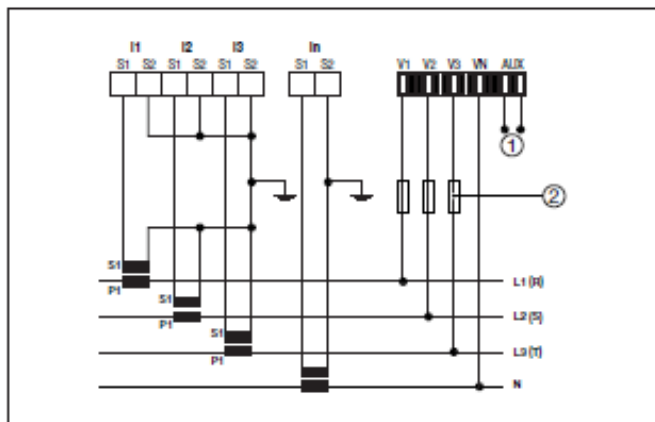 I1 I2 I3 In
S1 S2 S1 S2 S1 S2 S1 S2 V1 V2 V3 VN AUX
1
2
S1
P1 L1 (R)
S1
P1 L2 (S)
S1
P1 L3 (T)
N